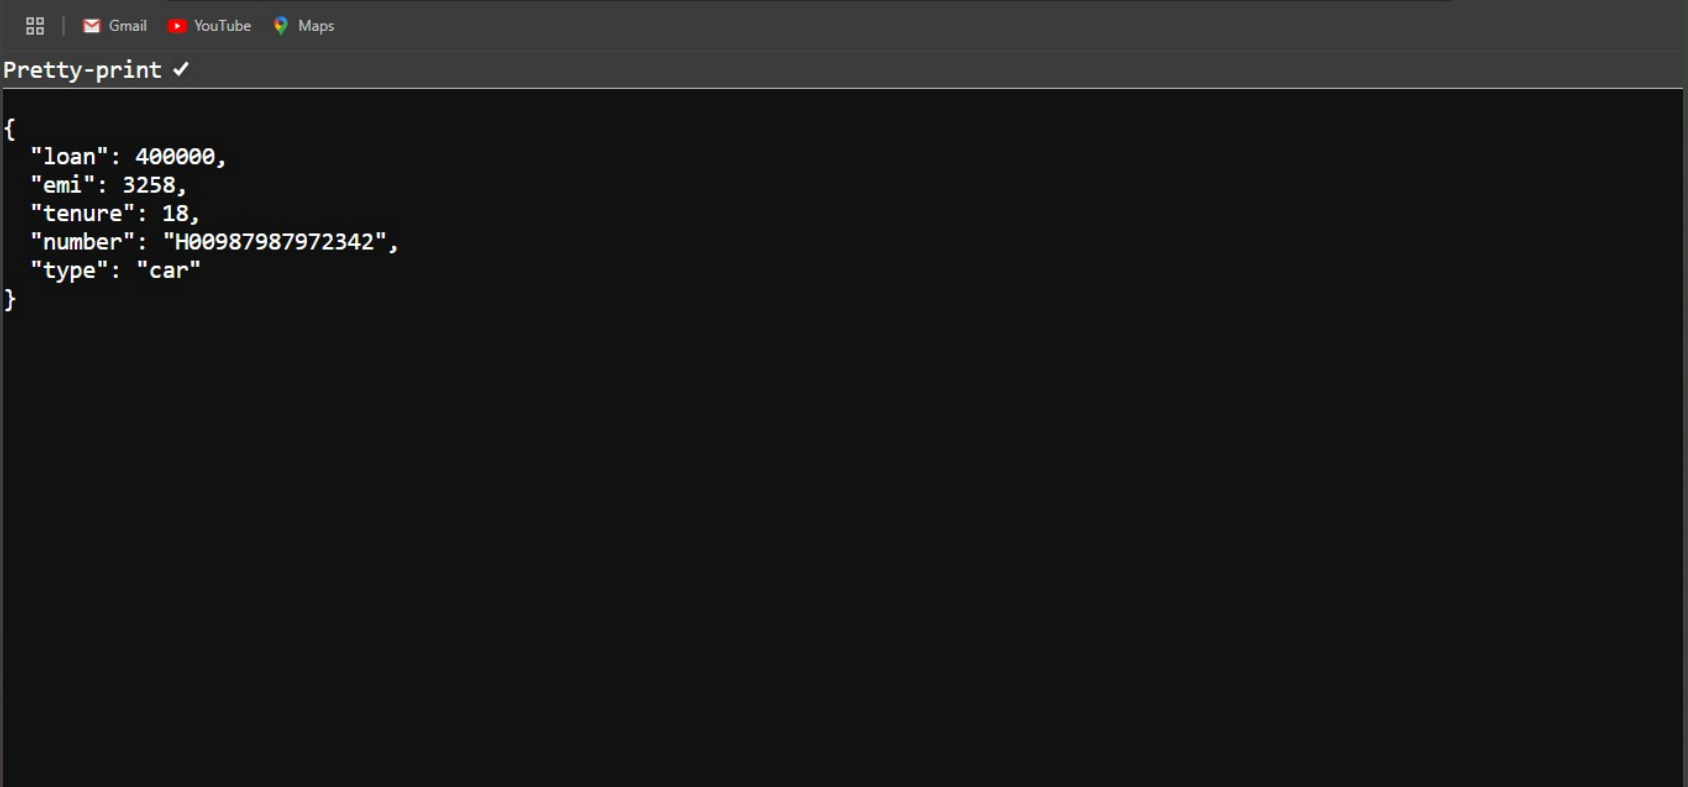 Gmail YouTube Maps
Pretty-print
{
  "loan": 400000,
  "emi": 3258,
  "tenure": 18,
  "number": "H00987987972342",
  "type": "car"
}